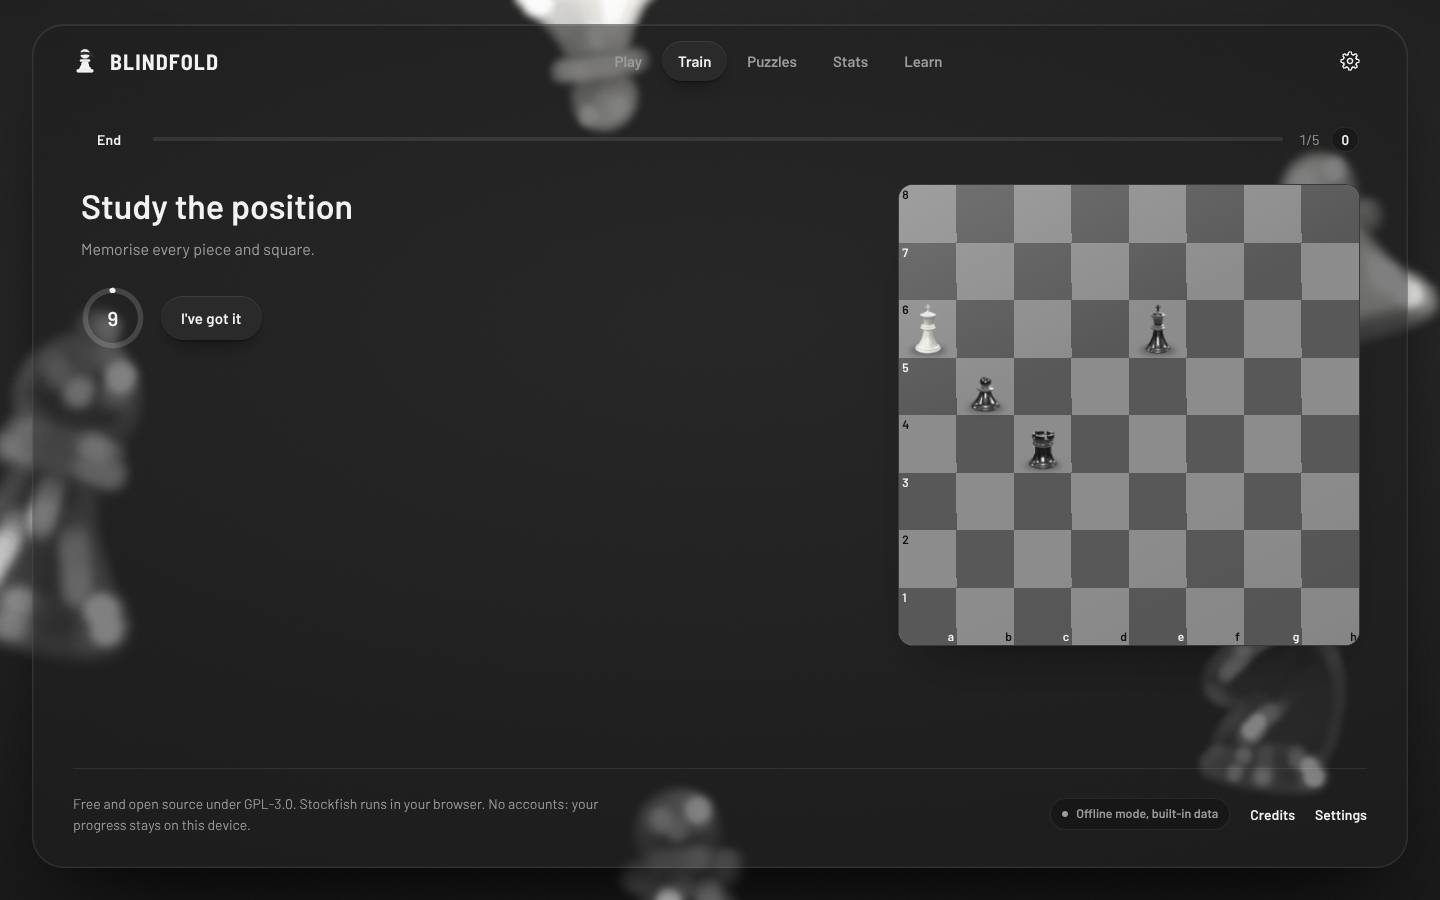 BLINDFOLD
Play Train Puzzles Stats Learn
End 1/5 0
Study the position
Memorise every piece and square.
9 I've got it
8
7
6
5
4
3
2
1
a b c d e f g h
Free and open source under GPL-3.0. Stockfish runs in your browser. No accounts: your
progress stays on this device.
Offline mode, built-in data Credits Settings